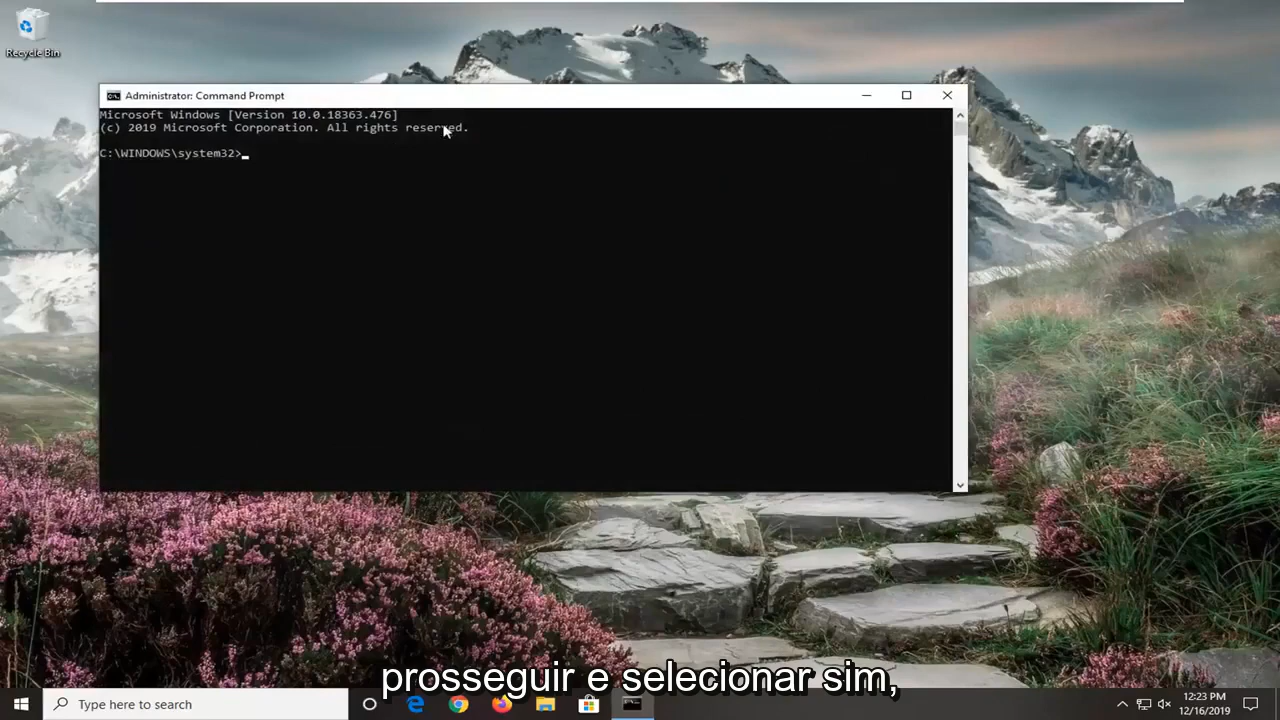 Recycle Bin
Administrator: Command Prompt
Microsoft Windows [Version 10.0.18363.476]
(c) 2019 Microsoft Corporation. All rights reserved.
C:\WINDOWS\system32>
prosseguir e selecionar sim,
Type here to search
12:23 PM
12/16/2019